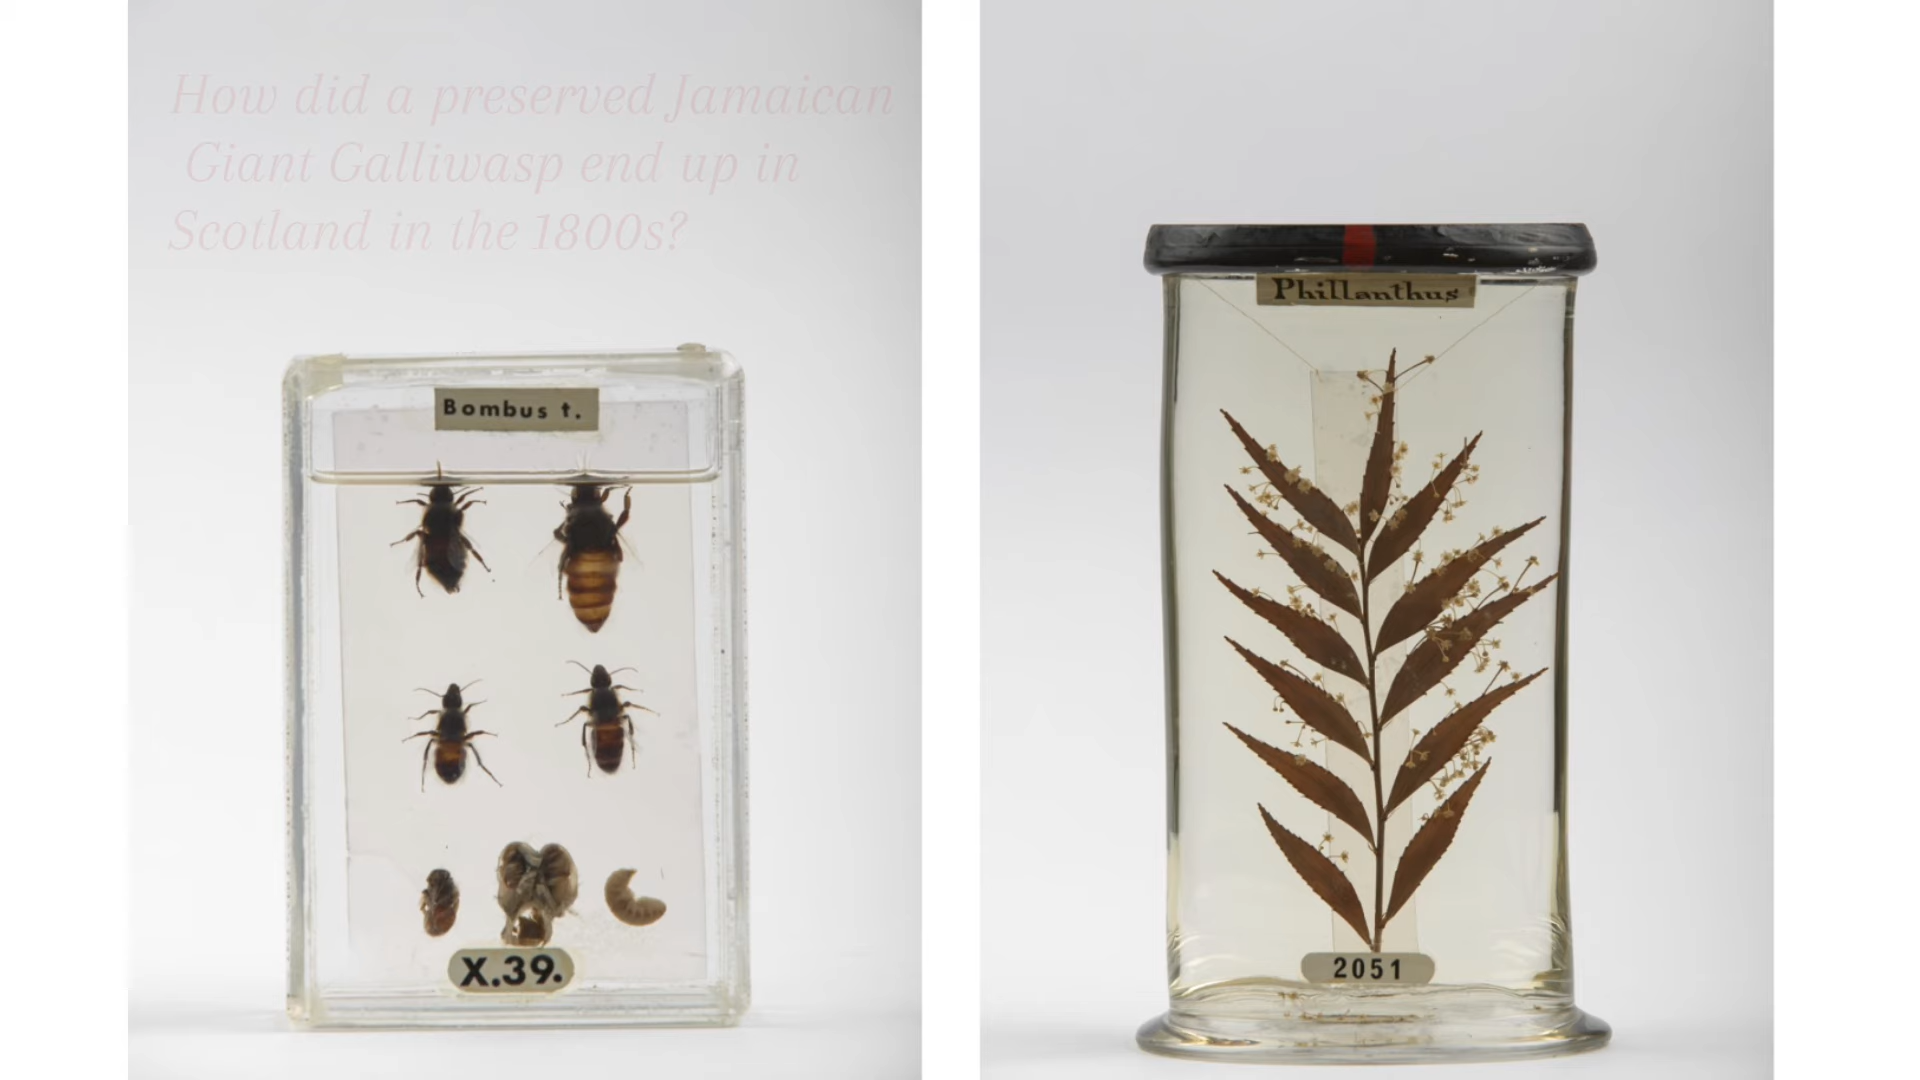 How did a preserved Jamaican
Giant Galliwasp end up in
Scotland in the 1800s?
Bombus t.
X.39.
Phillanthus
2051